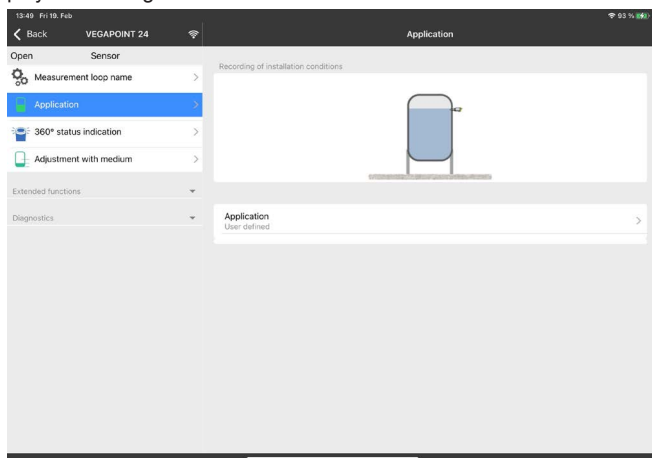 13:49 Fri 19. Feb
93 %
Back
VEGAPOINT 24
Application
Open
Sensor
Measurement loop name
Application
360° status indication
Adjustment with medium
Extended functions
Diagnostics
Recording of installation conditions
Application
User defined